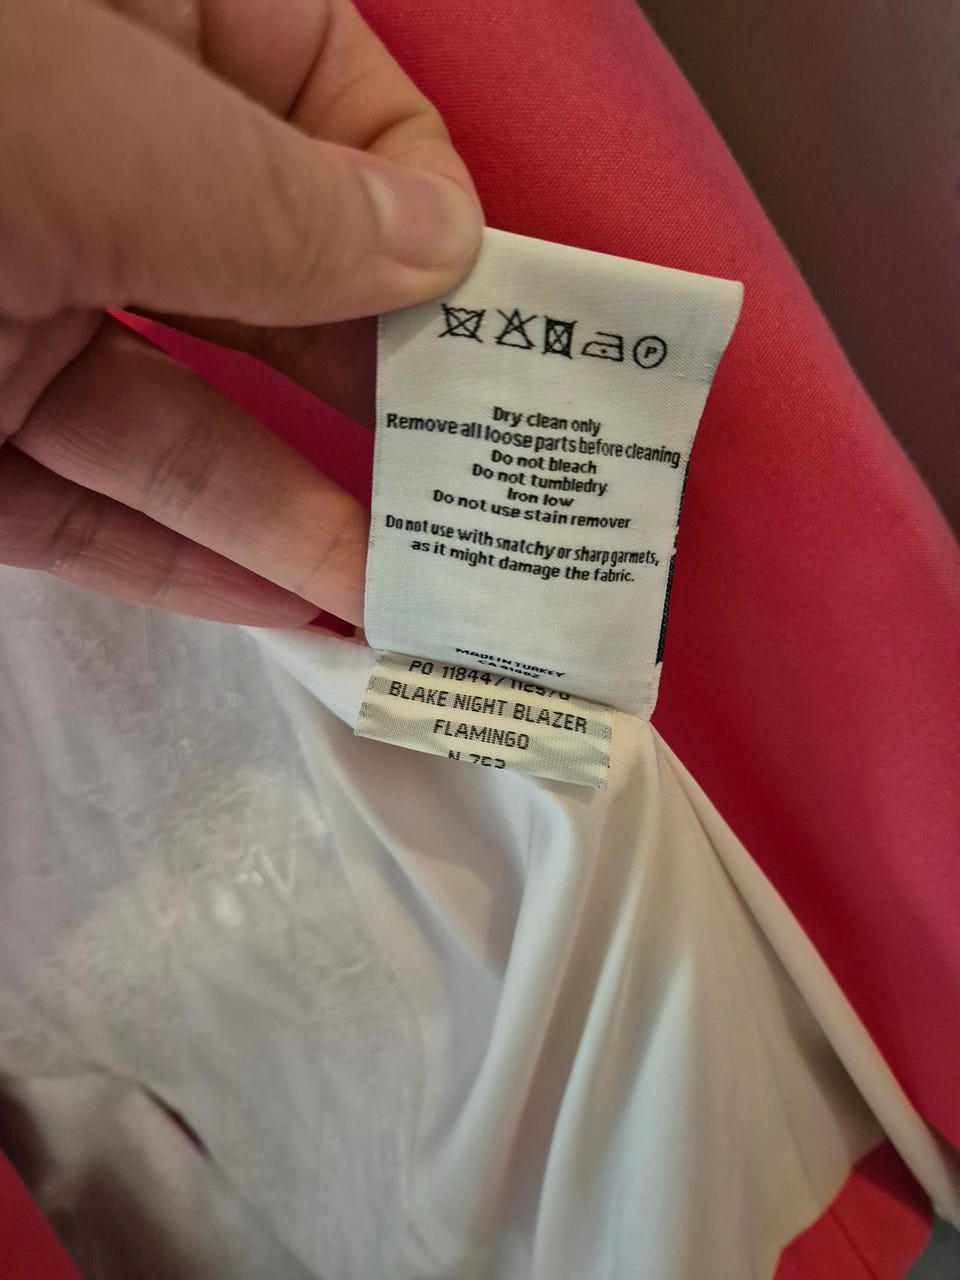 P
Dry clean only
Remove all loose parts before cleaning
Do not bleach
Do not tumbledry
Iron low
Do not use stain remover
Do not use with snatchy or sharp garmets,
as it might damage the fabric.
MADE IN TURKEY
PO 11844 /
BLAKE NIGHT BLAZER
FLAMINGO